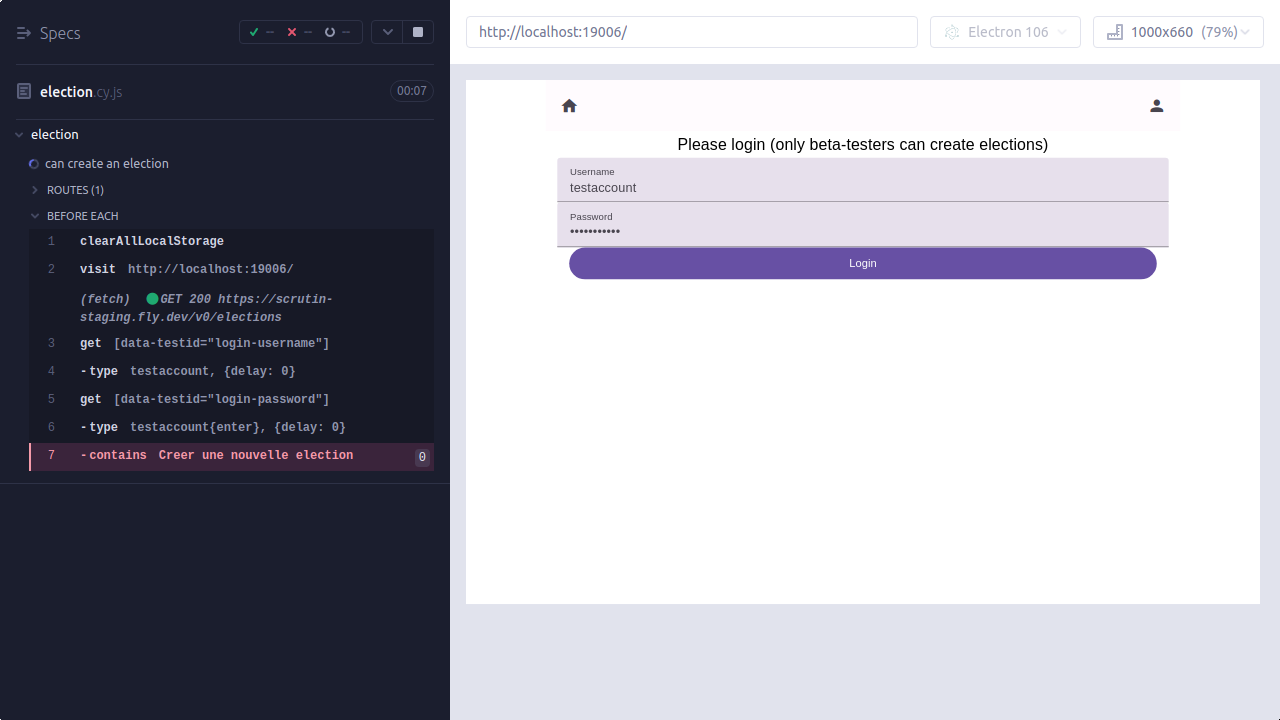 Specs
--
--
--
election.cy.js
00:07
election
can create an election
ROUTES (1)
BEFORE EACH
1 clearAllLocalStorage
2 visit http://localhost:19006/
(fetch) GET 200 https://scrutin-
staging.fly.dev/v0/elections
3 get [data-testid="login-username"]
4 -type testaccount, {delay: 0}
5 get [data-testid="login-password"]
6 -type testaccount{enter}, {delay: 0}
7 -contains Creer une nouvelle election 0
http://localhost:19006/
Electron 106
1000x660 (79%)
Please login (only beta-testers can create elections)
Username
testaccount
Password
•••••••••••
Login